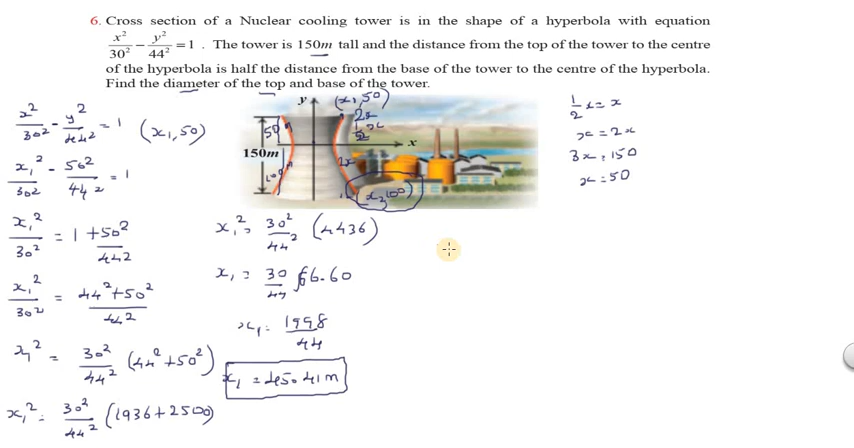 6. Cross section of a Nuclear cooling tower is in the shape of a hyperbola with equation
x²/30² − y²/44² = 1 . The tower is 150m tall and the distance from the top of the tower to the centre
of the hyperbola is half the distance from the base of the tower to the centre of the hyperbola.
Find the diameter of the top and base of the tower.
x²/30² - y²/44² = 1 (x₁, 50)
x₁²/30² - 50²/44² = 1
x₁²/30² = 1 + 50²/44²
x₁²/30² = 44² + 50²/44²
x₁² = 30²/44² (44² + 50²)
x₁² = 30²/44² (1936 + 2500)
y
(x₁, 50)
50
x
150m
2x
100
x₁² = 30²/44² (4436)
x₁ = 30/44 66.60
x₁ = 1998/44
x₁ = 45.41 m
x = 2x
3x = 150
x = 50